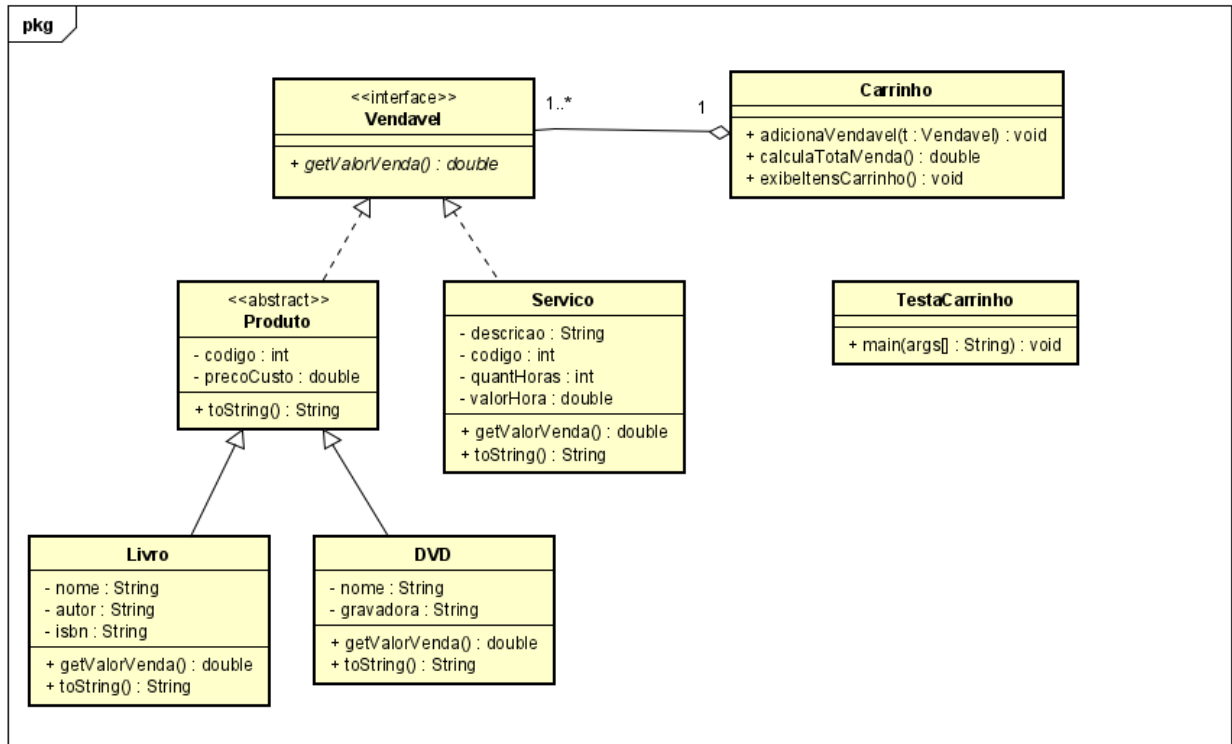 pkg
<<interface>>
Vendavel
+ getValorVenda() : double
1..*
1
Carrinho
+ adicionaVendavel(t : Vendavel) : void
+ calculaTotalVenda() : double
+ exibeItensCarrinho() : void
<<abstract>>
Produto
- codigo : int
- precoCusto : double
+ toString() : String
Servico
- descricao : String
- codigo : int
- quantHoras : int
- valorHora : double
+ getValorVenda() : double
+ toString() : String
TestaCarrinho
+ main(args[] : String) : void
Livro
- nome : String
- autor : String
- isbn : String
+ getValorVenda() : double
+ toString() : String
DVD
- nome : String
- gravadora : String
+ getValorVenda() : double
+ toString() : String